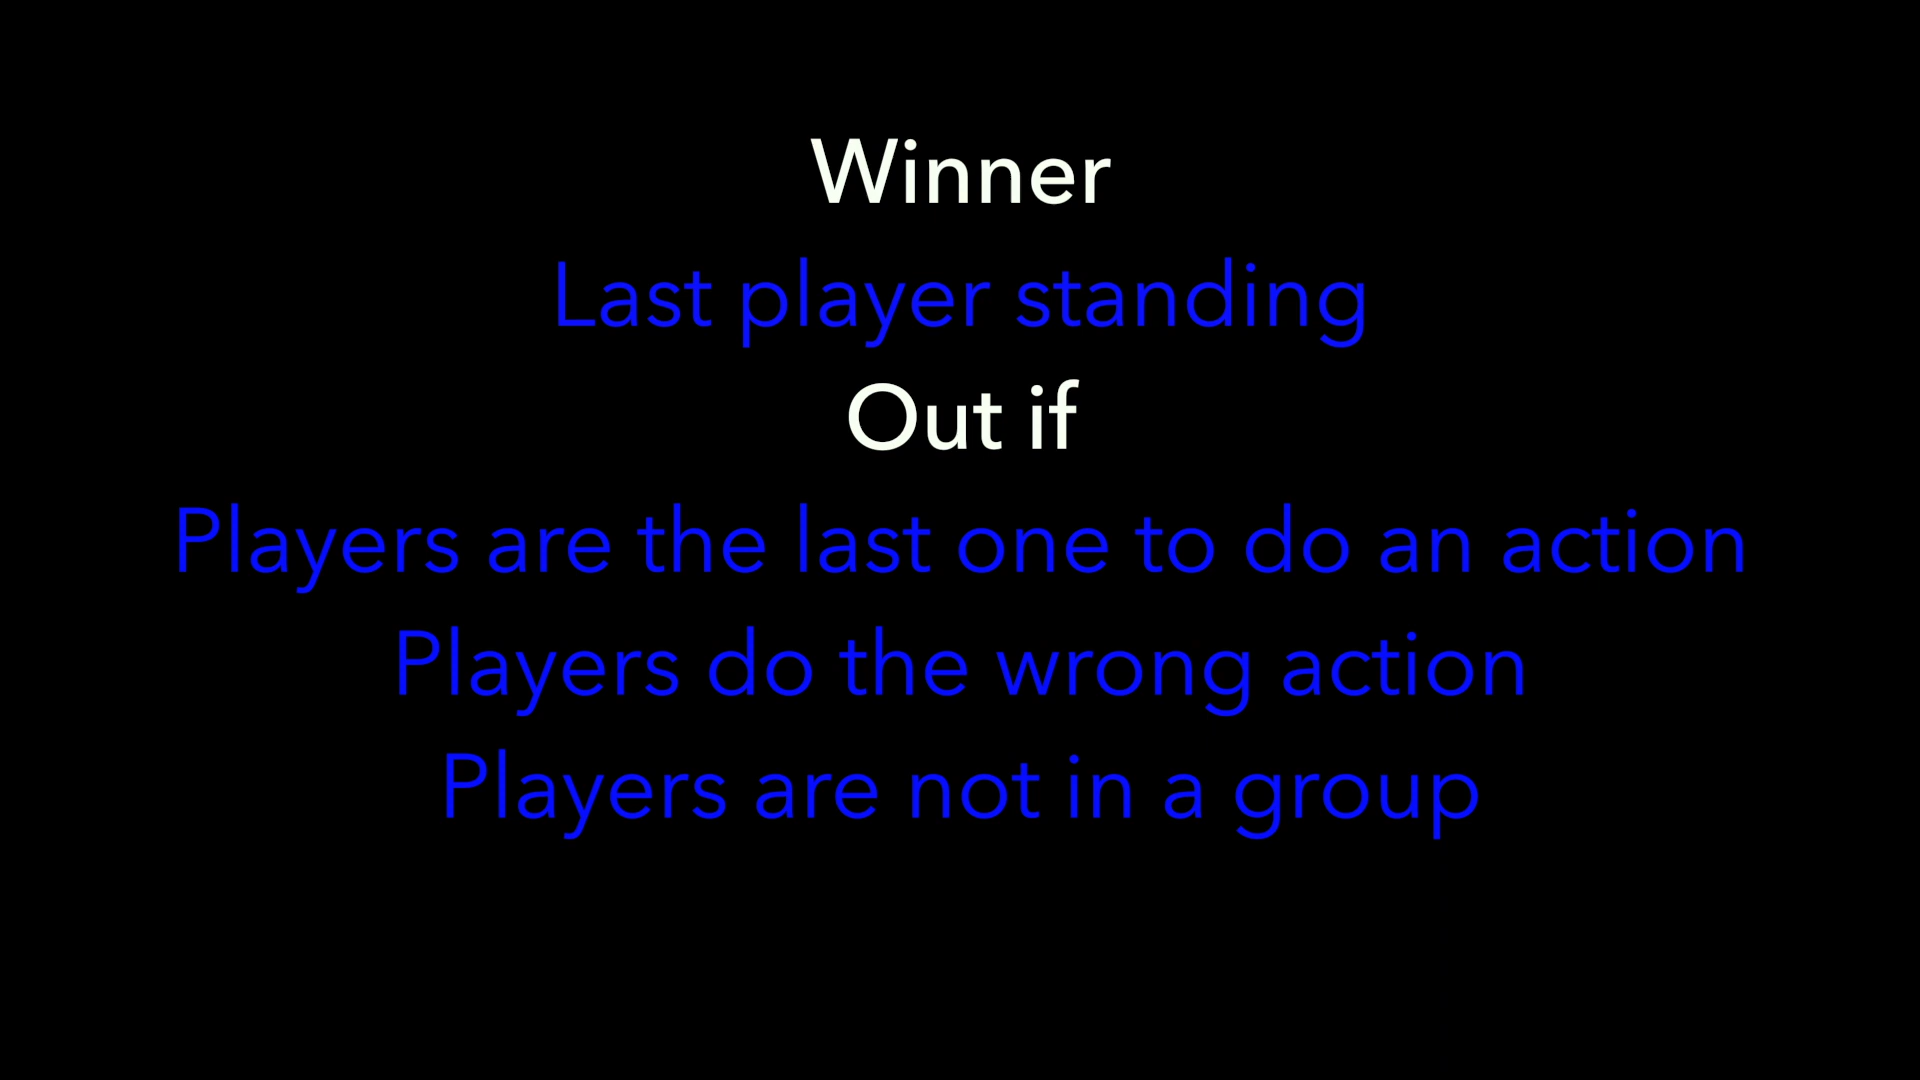 Winner
Last player standing
Out if
Players are the last one to do an action
Players do the wrong action
Players are not in a group